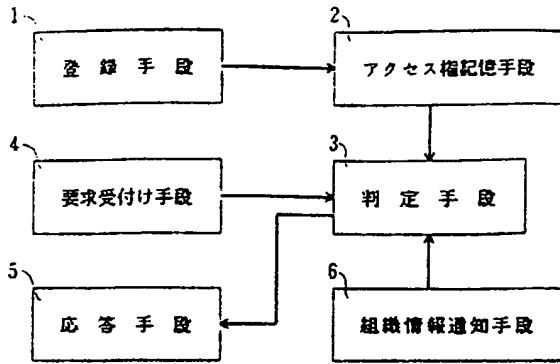 1
登録手段
2
アクセス権記憶手段
4
要求受付け手段
3
判定手段
5
応答手段
6
組織情報通知手段